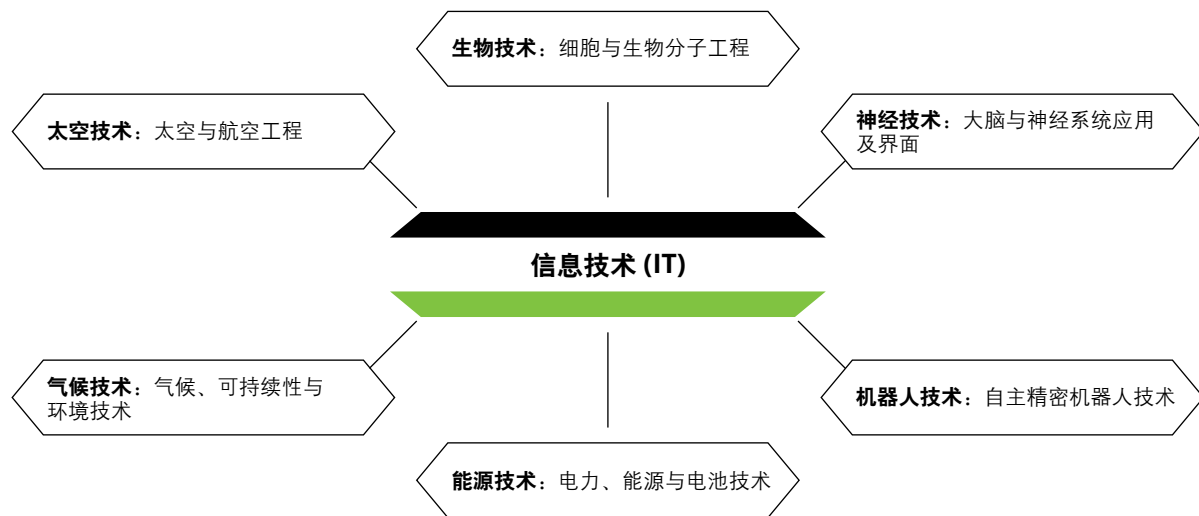 生物技术：细胞与生物分子工程
太空技术：太空与航空工程
神经技术：大脑与神经系统应用
及界面
信息技术 (IT)
气候技术：气候、可持续性与
环境技术
机器人技术：自主精密机器人技术
能源技术：电力、能源与电池技术